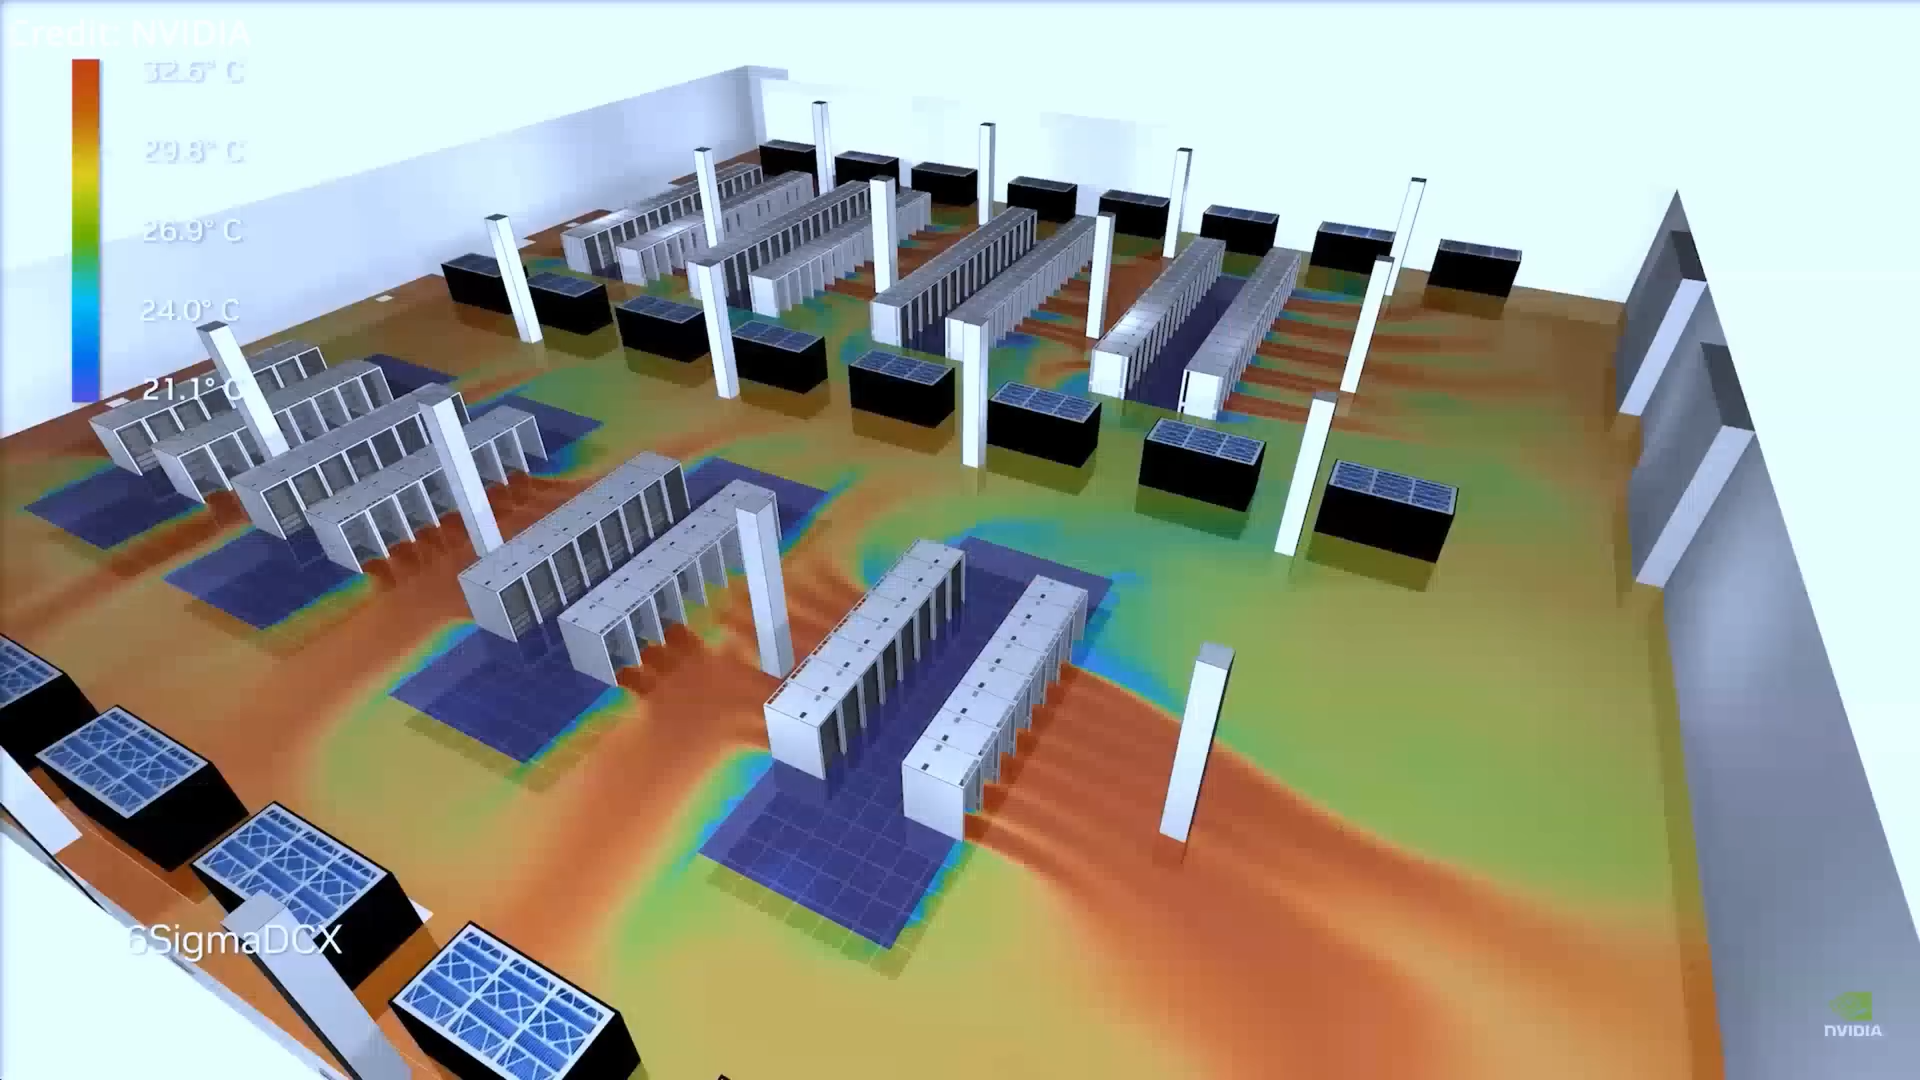 Credit: NVIDIA
32.6° C
29.8° C
26.9° C
24.0° C
21.1° C
6SigmaDCX
NVIDIA